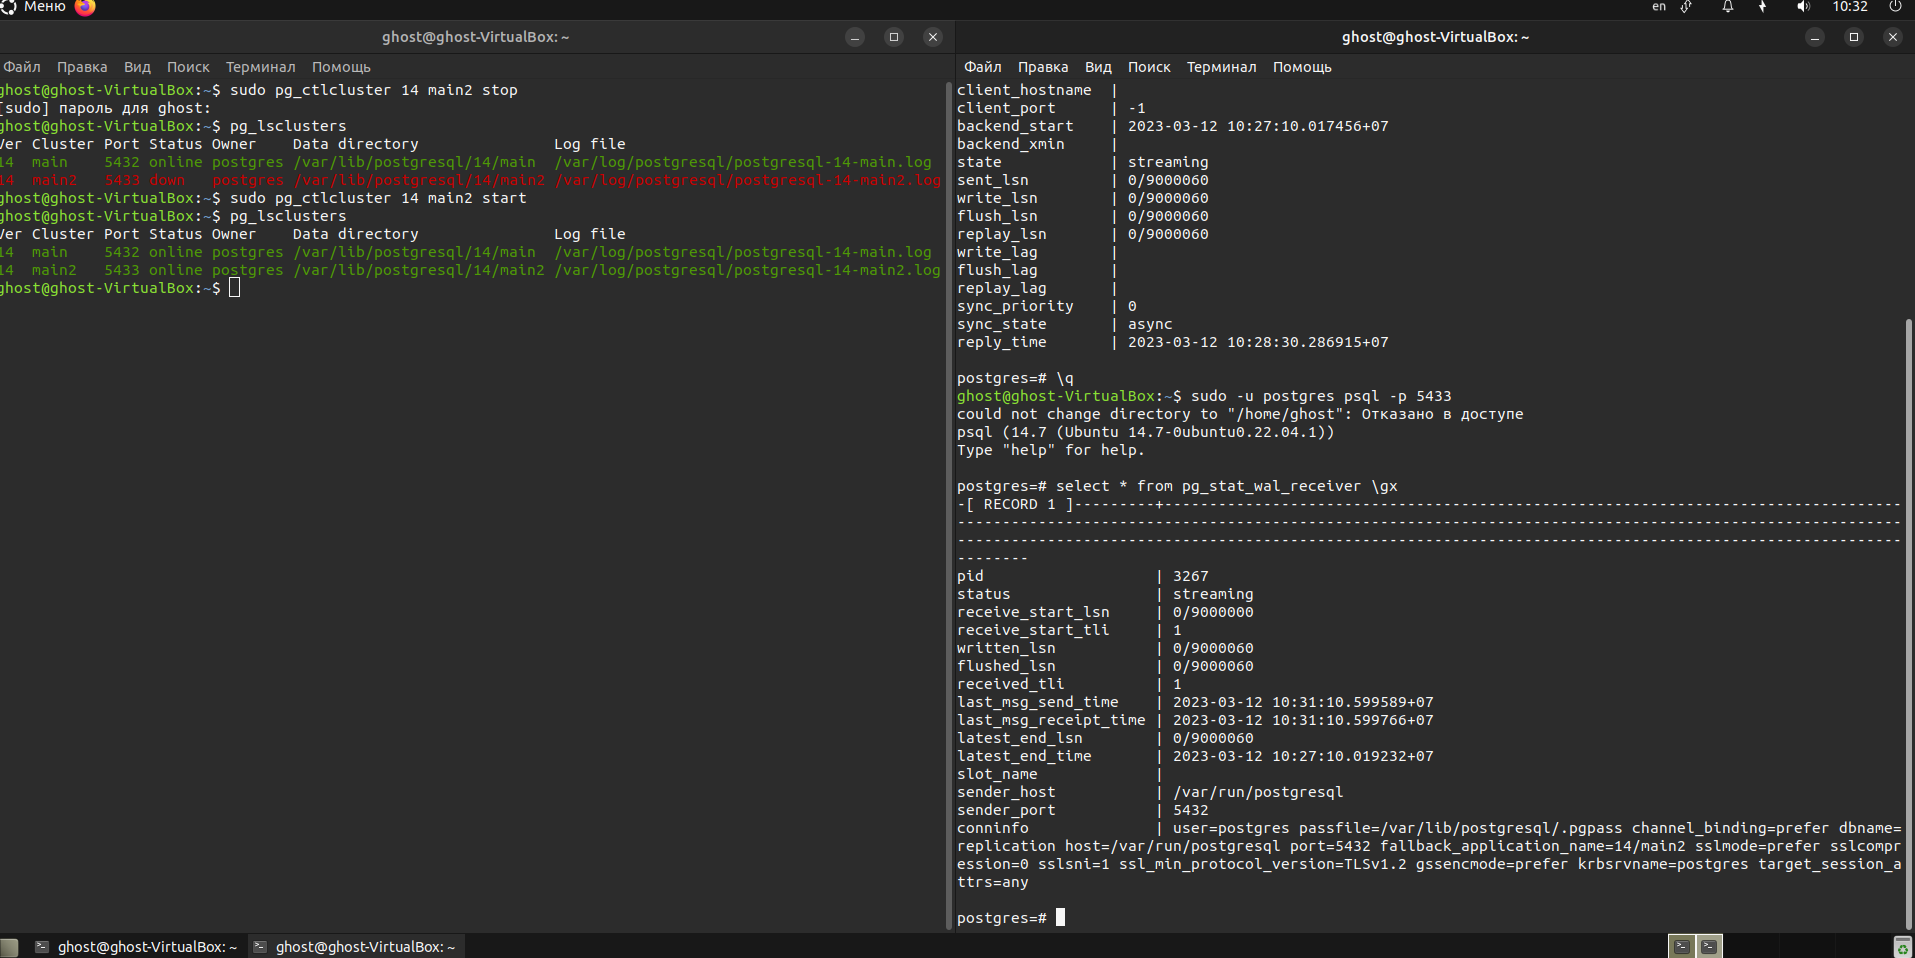 Меню
en
10:32
ghost@ghost-VirtualBox: ~
Файл Правка Вид Поиск Терминал Помощь
ghost@ghost-VirtualBox:~$ sudo pg_ctlcluster 14 main2 stop
[sudo] пароль для ghost:
ghost@ghost-VirtualBox:~$ pg_lsclusters
Ver Cluster Port Status Owner    Data directory               Log file
14  main    5432 online postgres /var/lib/postgresql/14/main  /var/log/postgresql/postgresql-14-main.log
14  main2   5433 down   postgres /var/lib/postgresql/14/main2 /var/log/postgresql/postgresql-14-main2.log
ghost@ghost-VirtualBox:~$ sudo pg_ctlcluster 14 main2 start
ghost@ghost-VirtualBox:~$ pg_lsclusters
Ver Cluster Port Status Owner    Data directory               Log file
14  main    5432 online postgres /var/lib/postgresql/14/main  /var/log/postgresql/postgresql-14-main.log
14  main2   5433 online postgres /var/lib/postgresql/14/main2 /var/log/postgresql/postgresql-14-main2.log
ghost@ghost-VirtualBox:~$
ghost@ghost-VirtualBox: ~
Файл Правка Вид Поиск Терминал Помощь
client_hostname  |
client_port      | -1
backend_start    | 2023-03-12 10:27:10.017456+07
backend_xmin     |
state            | streaming
sent_lsn         | 0/9000060
write_lsn        | 0/9000060
flush_lsn        | 0/9000060
replay_lsn       | 0/9000060
write_lag        |
flush_lag        |
replay_lag       |
sync_priority    | 0
sync_state       | async
reply_time       | 2023-03-12 10:28:30.286915+07
postgres=# \q
ghost@ghost-VirtualBox:~$ sudo -u postgres psql -p 5433
could not change directory to "/home/ghost": Отказано в доступе
psql (14.7 (Ubuntu 14.7-0ubuntu0.22.04.1))
Type "help" for help.
postgres=# select * from pg_stat_wal_receiver \gx
-[ RECORD 1 ]---------+----------------------------------------------------------------------------------
---------------------------------------------------------------------------------------------------------
---------------------------------------------------------------------------------------------------------
--------
pid                   | 3267
status                | streaming
receive_start_lsn     | 0/9000000
receive_start_tli     | 1
written_lsn           | 0/9000060
flushed_lsn           | 0/9000060
received_tli          | 1
last_msg_send_time    | 2023-03-12 10:31:10.599589+07
last_msg_receipt_time | 2023-03-12 10:31:10.599766+07
latest_end_lsn        | 0/9000060
latest_end_time       | 2023-03-12 10:27:10.019232+07
slot_name             |
sender_host           | /var/run/postgresql
sender_port           | 5432
conninfo              | user=postgres passfile=/var/lib/postgresql/.pgpass channel_binding=prefer dbname=
replication host=/var/run/postgresql port=5432 fallback_application_name=14/main2 sslmode=prefer sslcompr
ession=0 sslsni=1 ssl_min_protocol_version=TLSv1.2 gssencmode=prefer krbsrvname=postgres target_session_a
ttrs=any
postgres=#
ghost@ghost-VirtualBox: ~
ghost@ghost-VirtualBox: ~